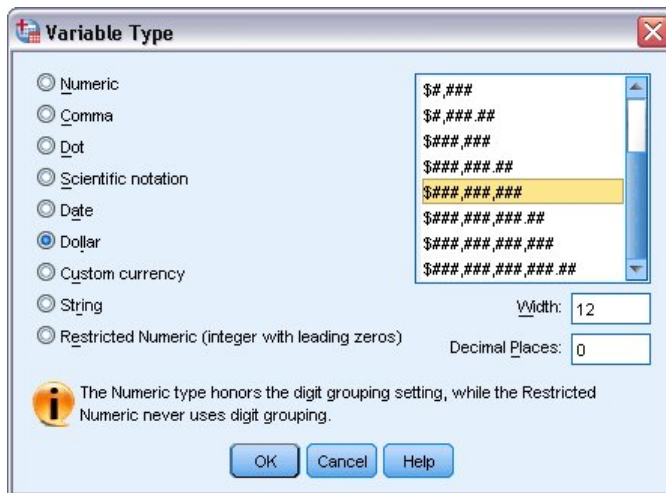 Variable Type
Numeric
Comma
Dot
Scientific notation
Date
Dollar
Custom currency
String
Restricted Numeric (integer with leading zeros)
$#,###
$#,###.##
$###,###
$###,###.##
$###,###,###
$###,###,###.##
$###,###,###,###
$###,###,###,###.##
Width: 12
Decimal Places: 0
The Numeric type honors the digit grouping setting, while the Restricted
Numeric never uses digit grouping.
OK Cancel Help